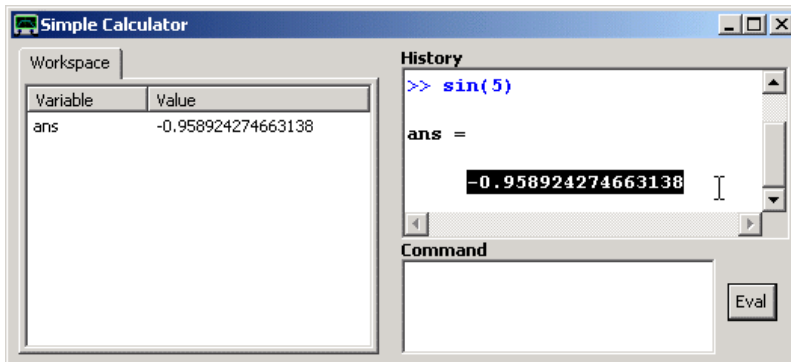 Simple Calculator
Workspace
Variable Value
ans -0.958924274663138
History
>> sin(5)
ans =
-0.958924274663138
Command
Eval